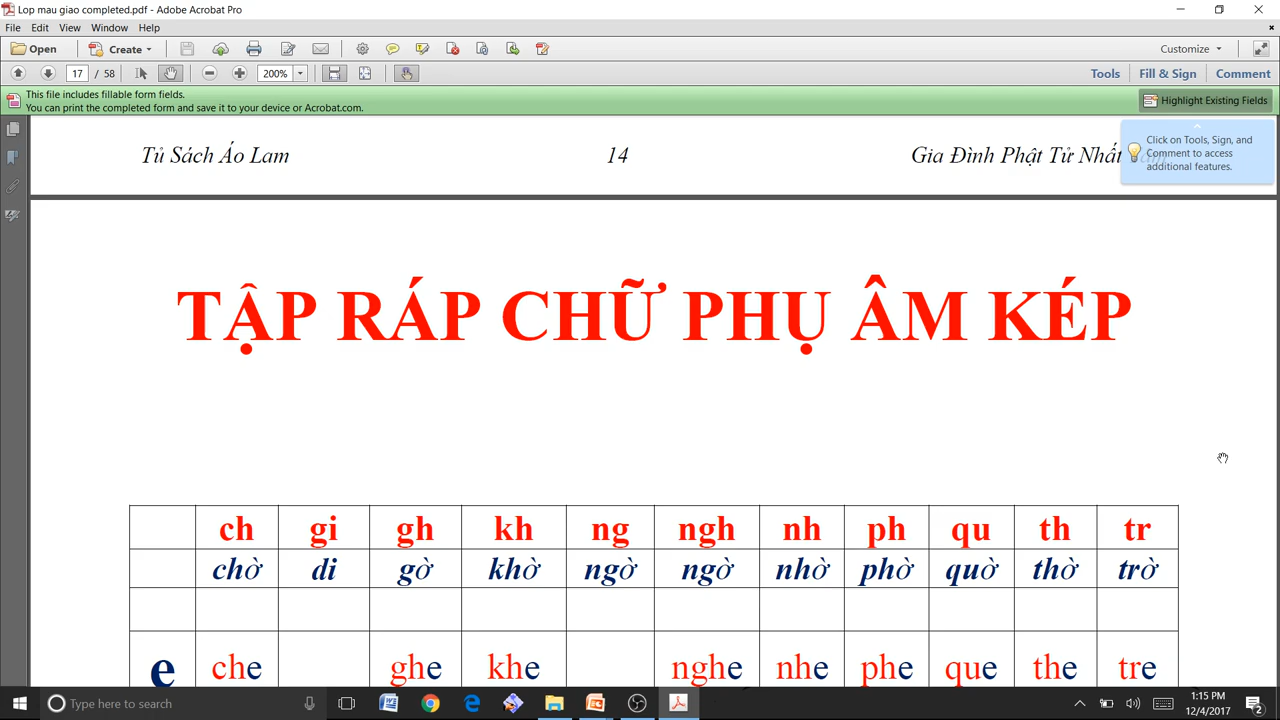 Lop mau giao completed.pdf - Adobe Acrobat Pro
File Edit View Window Help
Open Create Customize
17 / 58 200% Tools Fill & Sign Comment
This file includes fillable form fields.
You can print the completed form and save it to your device or Acrobat.com.
Highlight Existing Fields
Click on Tools, Sign, and
Comment to access
additional features.
Tủ Sách Áo Lam 14 Gia Đình Phật Tử Nhất
TẬP RÁP CHỮ PHỤ ÂM KÉP
ch gi gh kh ng ngh nh ph qu th tr
chờ di gờ khờ ngờ ngờ nhờ phờ quờ thờ trờ
e che ghe khe nghe nhe phe que the tre
Type here to search
1:15 PM
12/4/2017
2